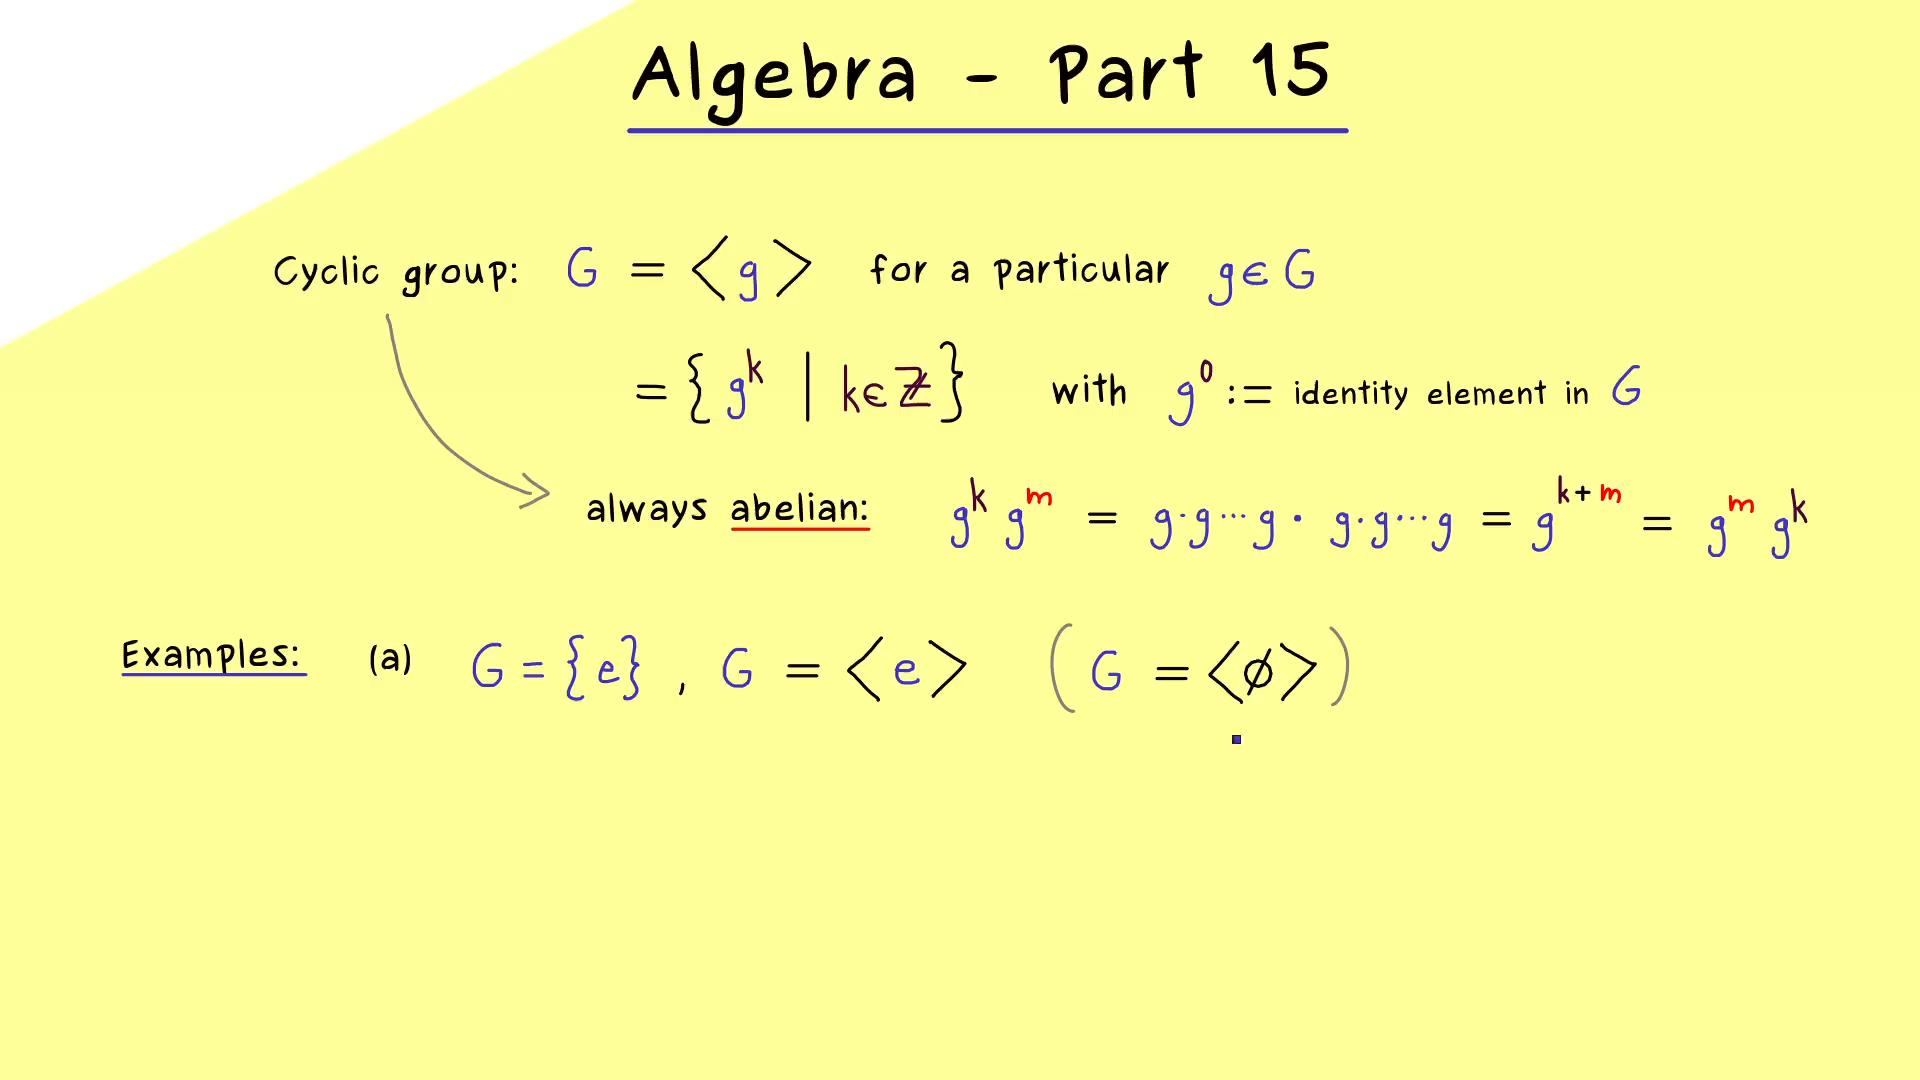 Algebra - Part 15
Cyclic group: G = <g> for a particular g∈G
= { g^k | k∈ℤ } with g^0 := identity element in G
always abelian: g^k g^m = g·g···g · g·g···g = g^{k+m} = g^m g^k
Examples: (a) G = {e} , G = <e> (G = <∅>)